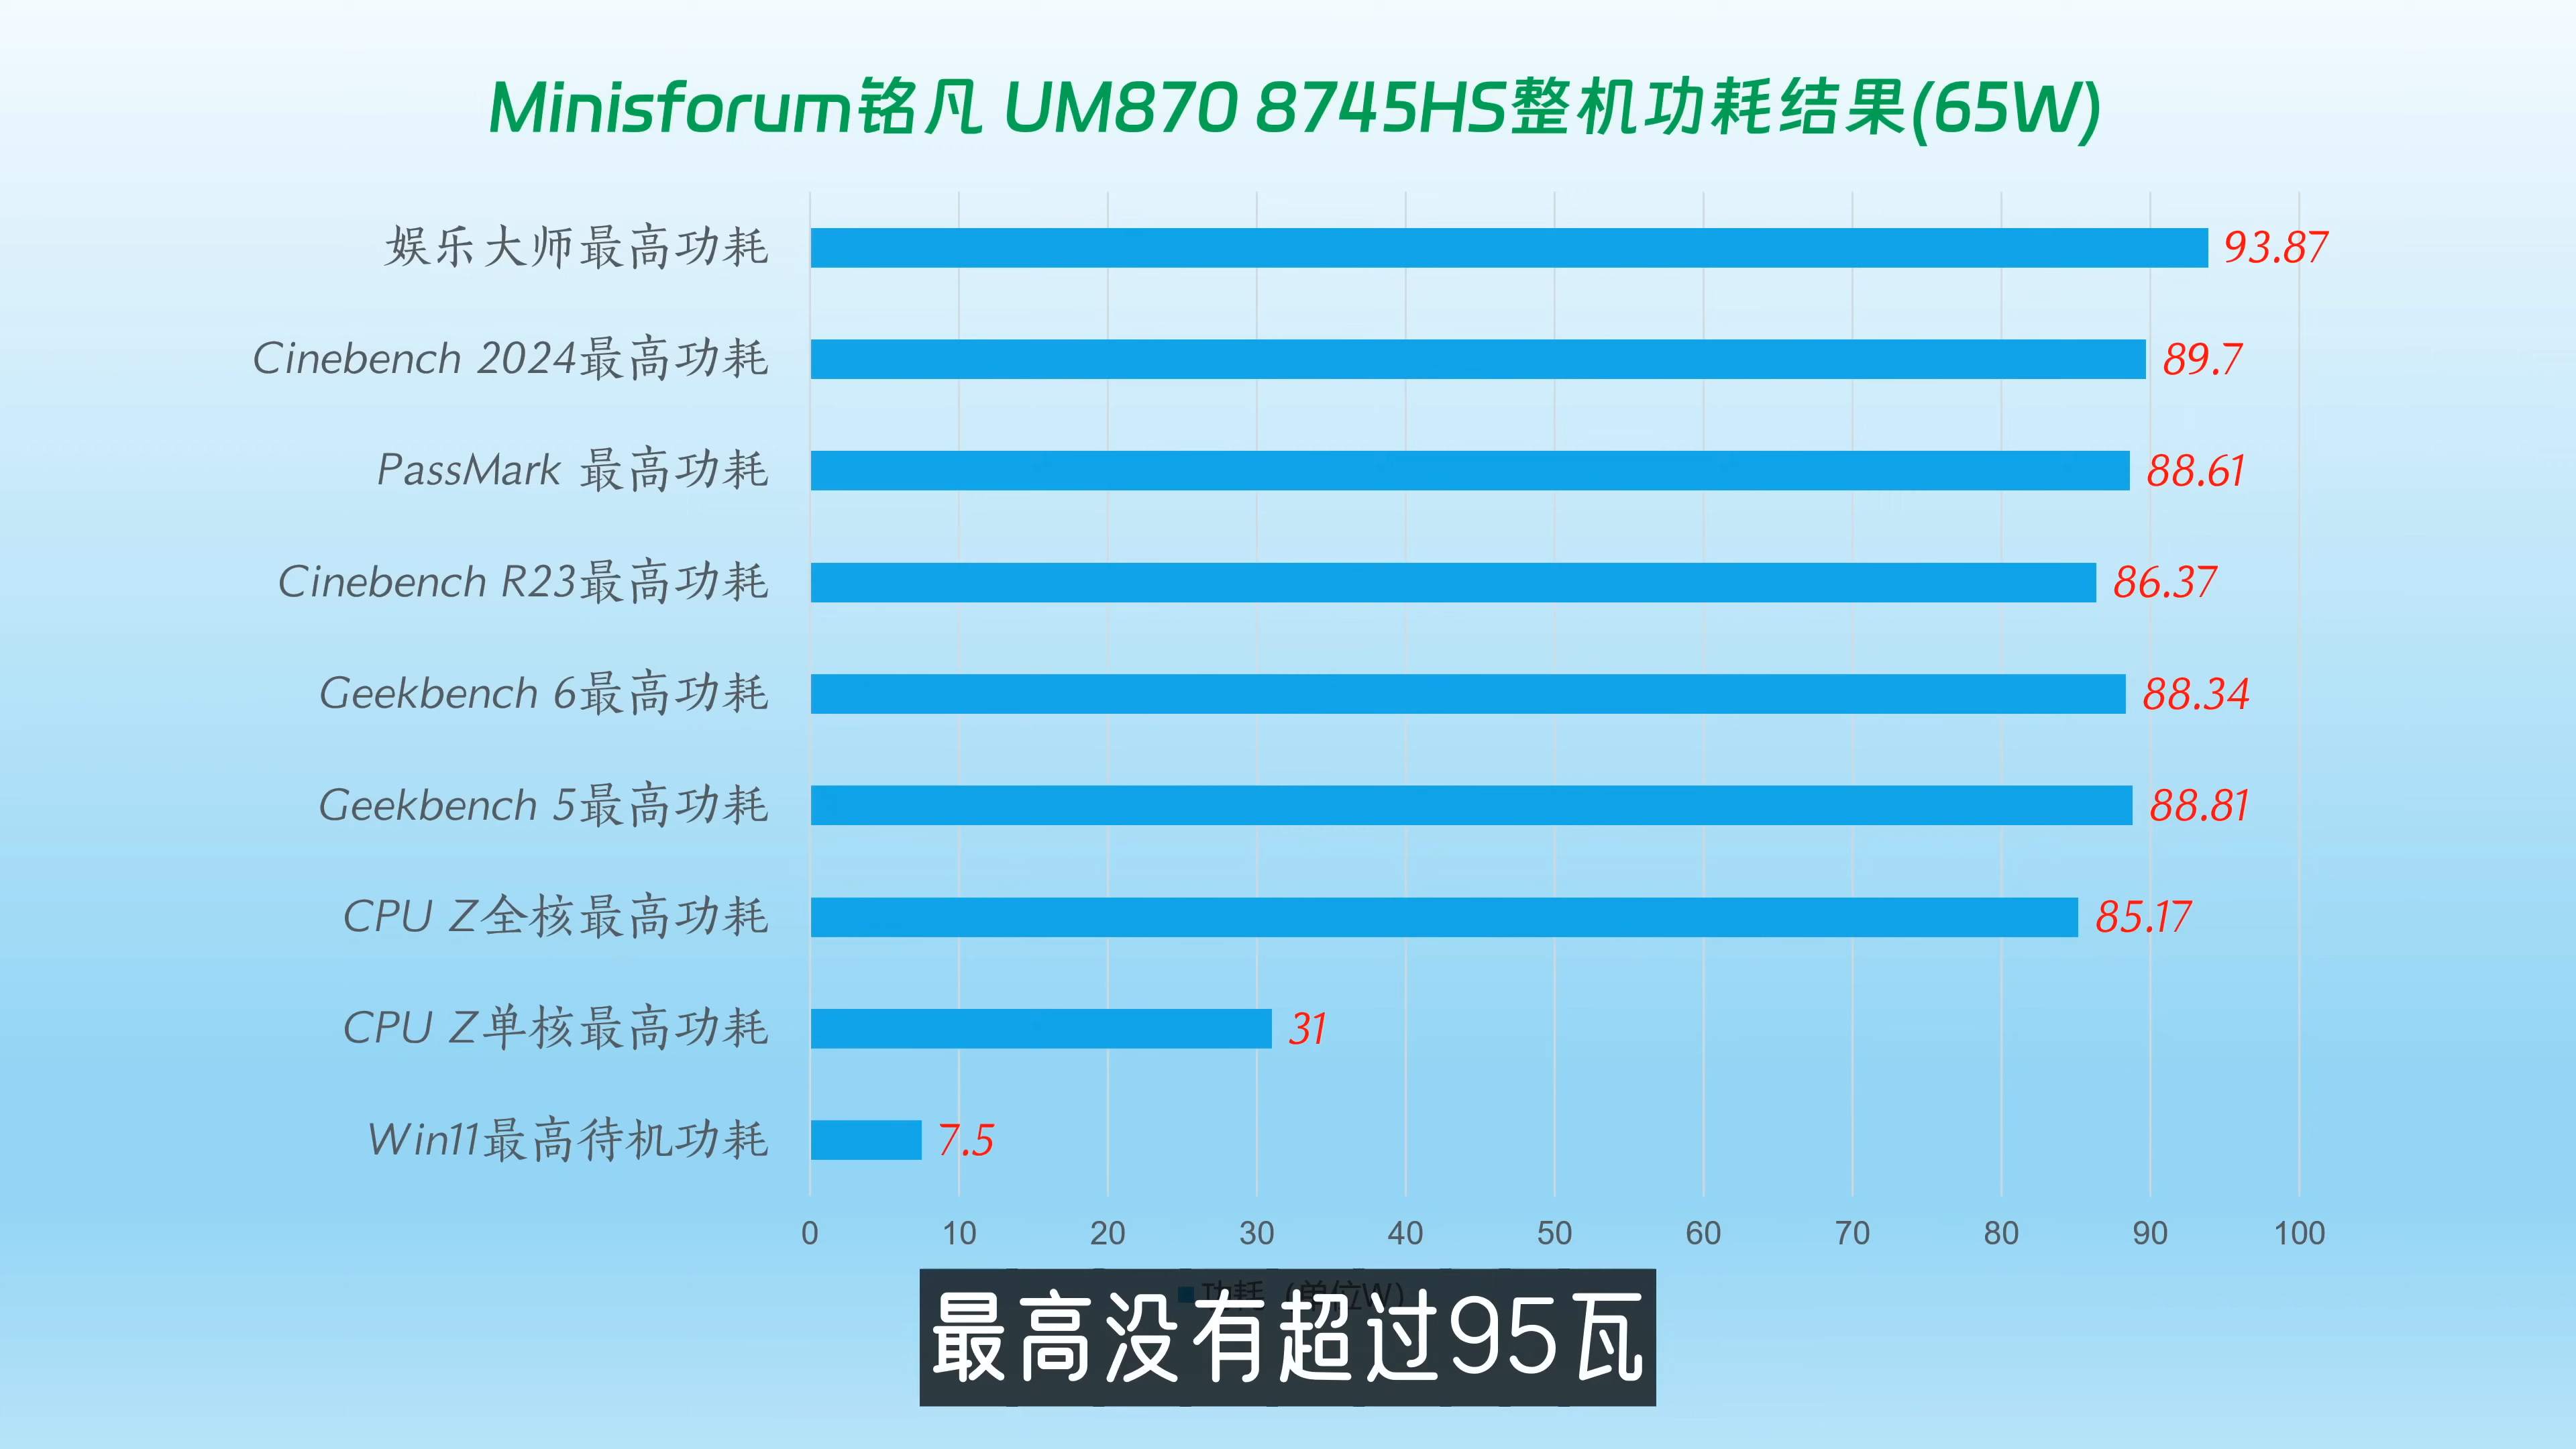 Minisforum铭凡 UM870 8745HS整机功耗结果(65W)
娱乐大师最高功耗 93.87
Cinebench 2024最高功耗 89.7
PassMark 最高功耗 88.61
Cinebench R23最高功耗 86.37
Geekbench 6最高功耗 88.34
Geekbench 5最高功耗 88.81
CPU Z全核最高功耗 85.17
CPU Z单核最高功耗 31
Win11最高待机功耗 7.5
0 10 20 30 40 50 60 70 80 90 100
功耗（单位W）
最高没有超过95瓦